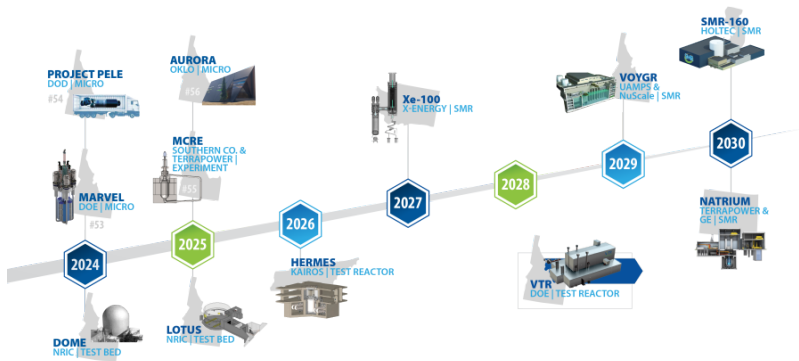 PROJECT PELE
DOD | MICRO
#54
MARVEL
DOE | MICRO
#53
2024
DOME
NRIC | TEST BED
AURORA
OKLO | MICRO
#56
MCRE
SOUTHERN CO. &
TERRAPOWER |
EXPERIMENT
#55
2025
LOTUS
NRIC | TEST BED
2026
HERMES
KAIROS | TEST REACTOR
Xe-100
X-ENERGY | SMR
2027
2028
VTR
DOE | TEST REACTOR
VOYGR
UAMPS &
NuScale | SMR
2029
SMR-160
HOLTEC | SMR
2030
NATRIUM
TERRAPOWER &
GE | SMR